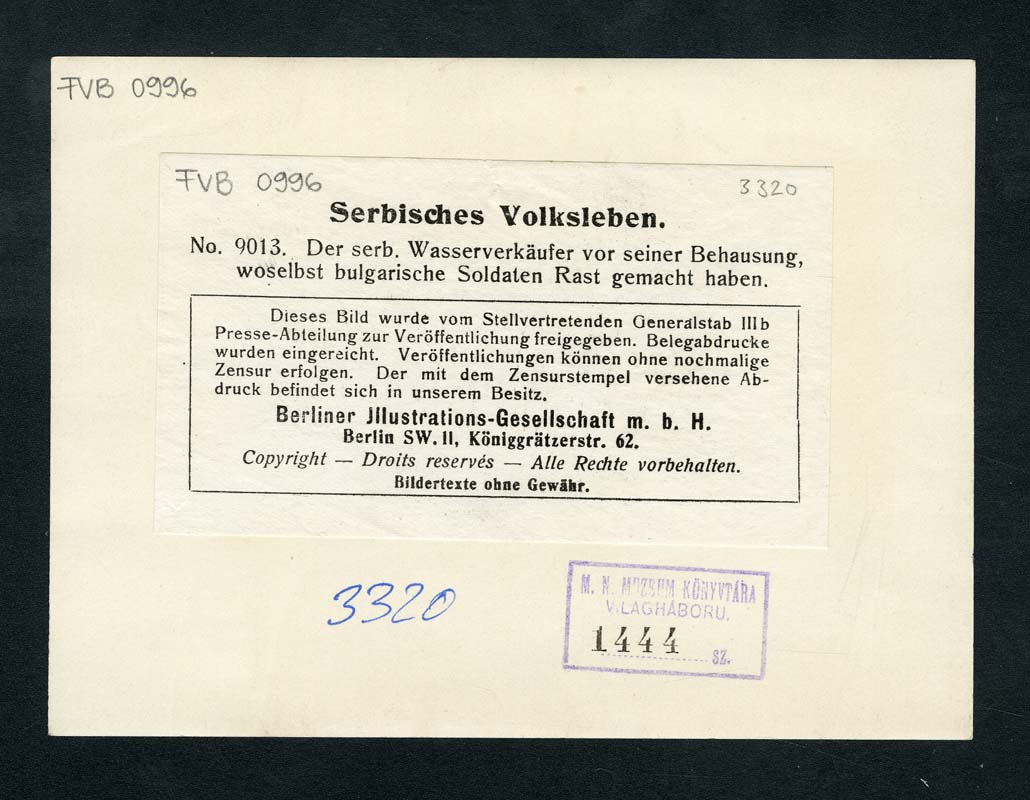 FVB 0996
FVB 0996
3320
Serbisches Volksleben.
No. 9013. Der serb. Wasserverkäufer vor seiner Behausung,
woselbst bulgarische Soldaten Rast gemacht haben.
Dieses Bild wurde vom Stellvertretenden Generalstab III b
Presse-Abteilung zur Veröffentlichung freigegeben. Belegabdrucke
wurden eingereicht. Veröffentlichungen können ohne nochmalige
Zensur erfolgen. Der mit dem Zensurstempel versehene Ab-
druck befindet sich in unserem Besitz.
Berliner Jllustrations-Gesellschaft m. b. H.
Berlin SW. 11, Königgrätzerstr. 62.
Copyright — Droits reservés — Alle Rechte vorbehalten.
Bildertexte ohne Gewähr.
3320
M. N. MUZEUM KÖNYVTÁRA
VILÁGHÁBORU.
1444 SZ.